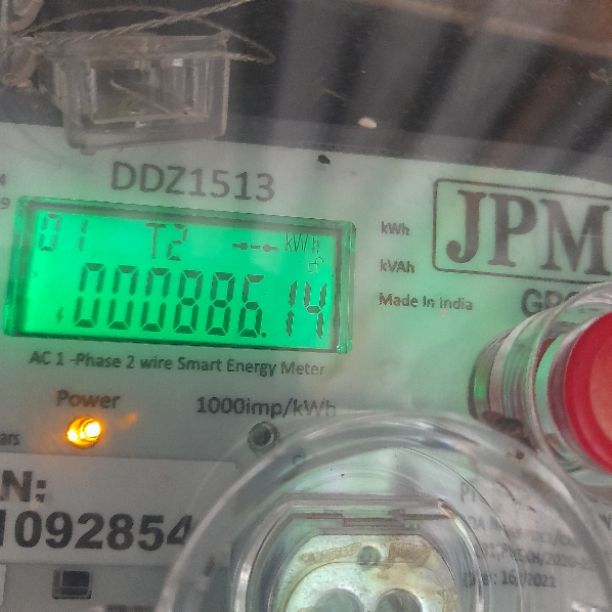 DDZ1513
01 T2 kWh
000886.14
kWh
kVAh
Made In India
JPM
AC 1 -Phase 2 wire Smart Energy Meter
Power
1000imp/kWh
N:
1092854